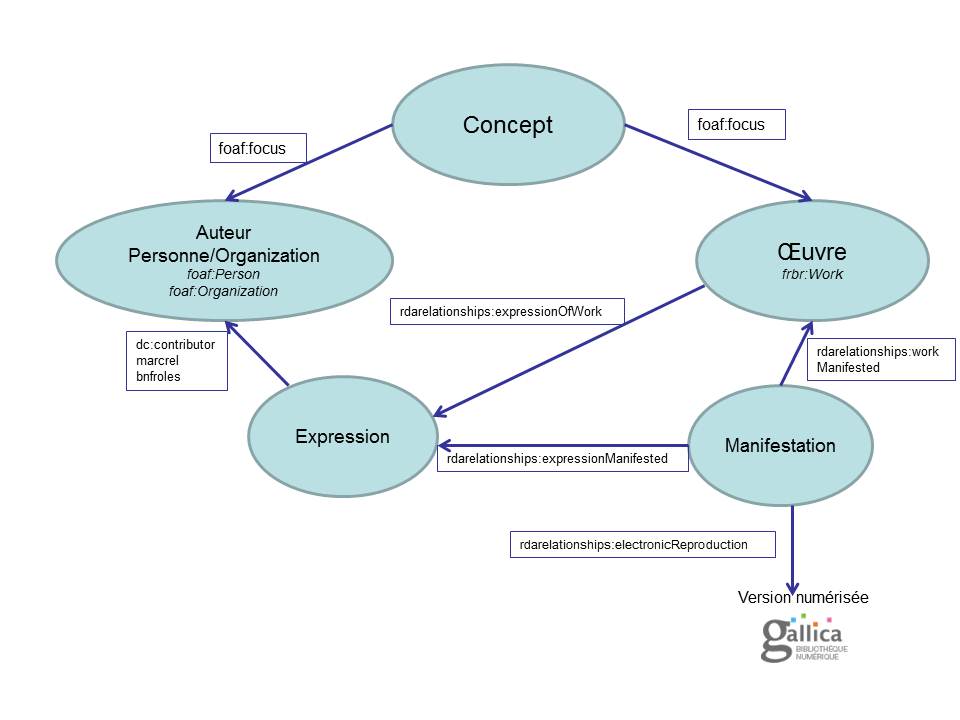 Concept
foaf:focus
foaf:focus
Auteur
Personne/Organization
foaf:Person
foaf:Organization
Œuvre
frbr:Work
rdarelationships:expressionOfWork
dc:contributor
marcrel
bnfroles
rdarelationships:work
Manifested
Expression
Manifestation
rdarelationships:expressionManifested
rdarelationships:electronicReproduction
Version numérisée
gallica
BIBLIOTHÈQUE
NUMÉRIQUE